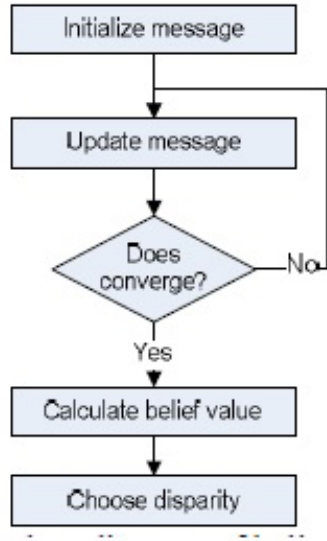 Initialize message
Update message
Does
converge?
No
Yes
Calculate belief value
Choose disparity